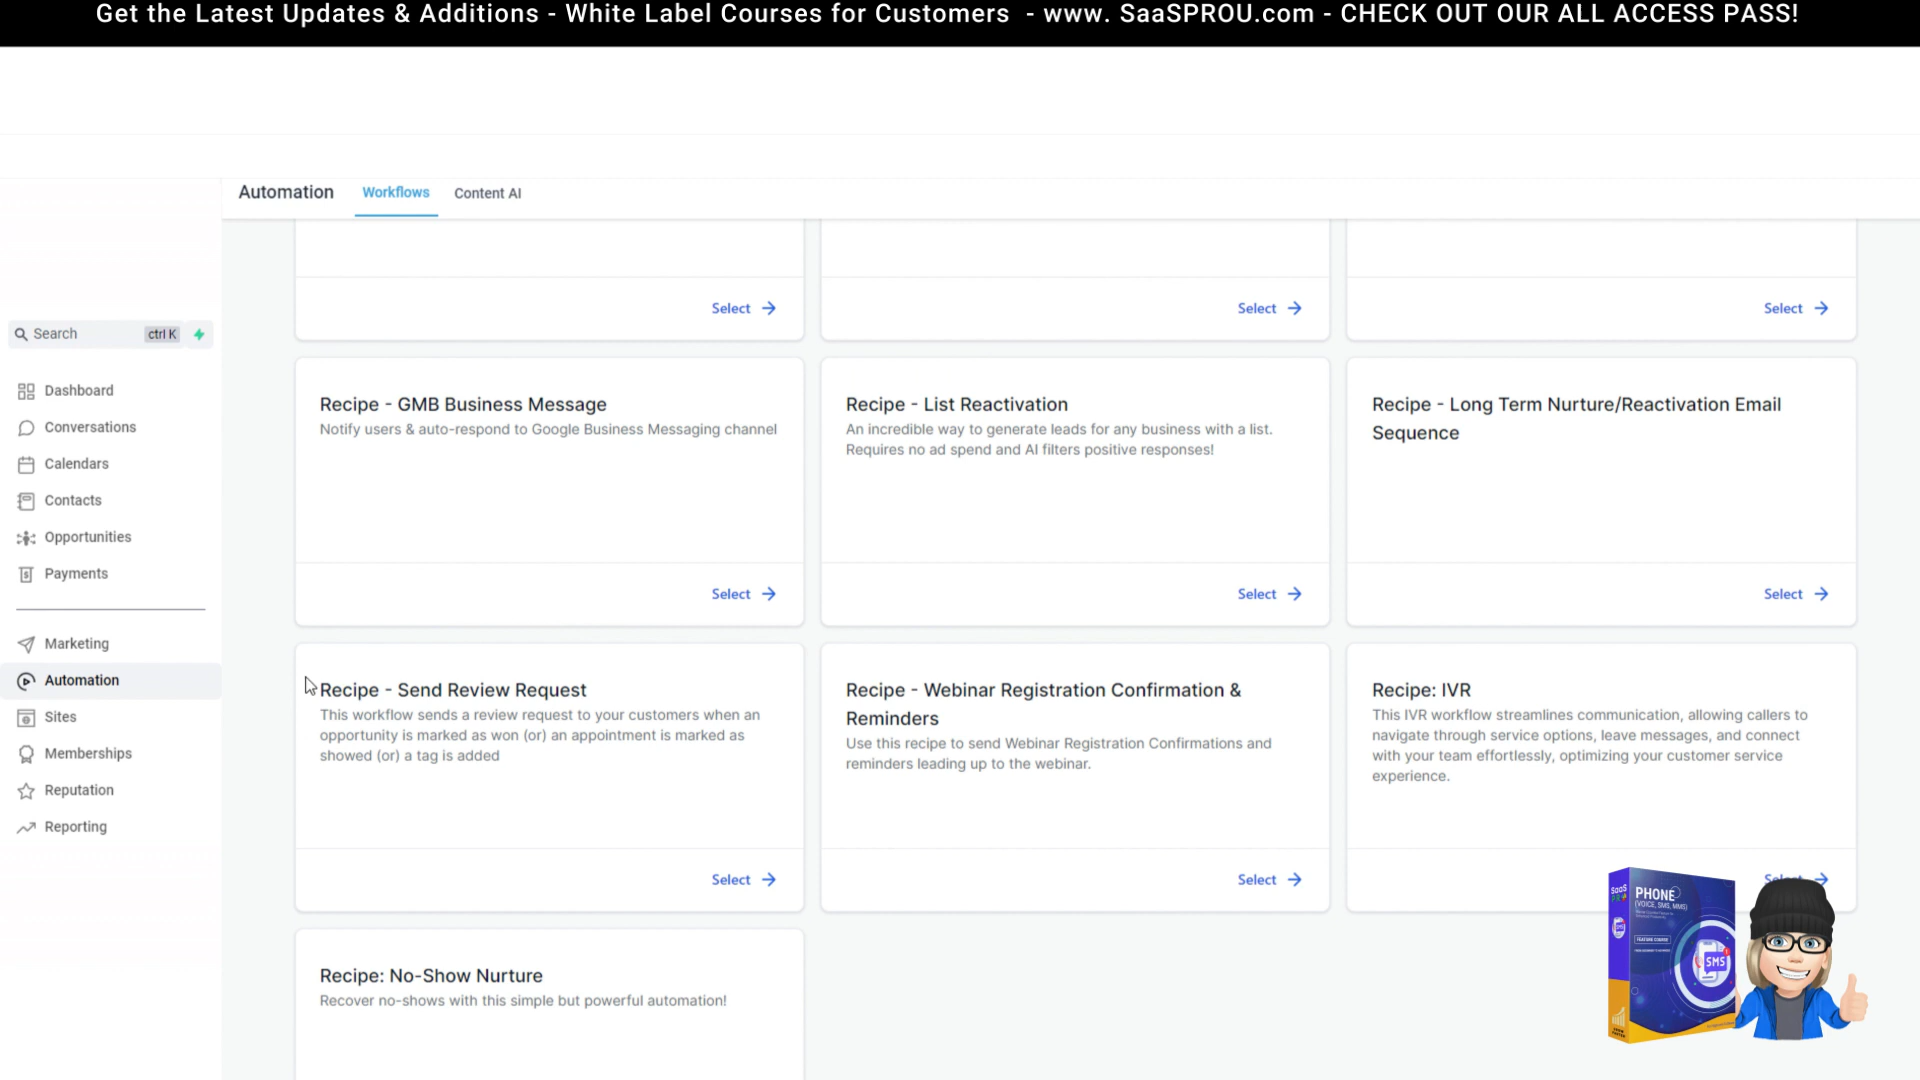 Get the Latest Updates & Additions - White Label Courses for Customers - www. SaaSPROU.com - CHECK OUT OUR ALL ACCESS PASS!
Automation
Workflows
Content AI
Search
ctrl K
Dashboard
Conversations
Calendars
Contacts
Opportunities
Payments
Marketing
Automation
Sites
Memberships
Reputation
Reporting
Select
Select
Select
Recipe - GMB Business Message
Notify users & auto-respond to Google Business Messaging channel
Select
Recipe - List Reactivation
An incredible way to generate leads for any business with a list.
Requires no ad spend and AI filters positive responses!
Select
Recipe - Long Term Nurture/Reactivation Email
Sequence
Select
Recipe - Send Review Request
This workflow sends a review request to your customers when an
opportunity is marked as won (or) an appointment is marked as
showed (or) a tag is added
Select
Recipe - Webinar Registration Confirmation &
Reminders
Use this recipe to send Webinar Registration Confirmations and
reminders leading up to the webinar.
Select
Recipe: IVR
This IVR workflow streamlines communication, allowing callers to
navigate through service options, leave messages, and connect
with your team effortlessly, optimizing your customer service
experience.
Select
Recipe: No-Show Nurture
Recover no-shows with this simple but powerful automation!
SaaS
PRO
PHONE
(VOICE, SMS, MMS)
FEATURE COURSE
SMS